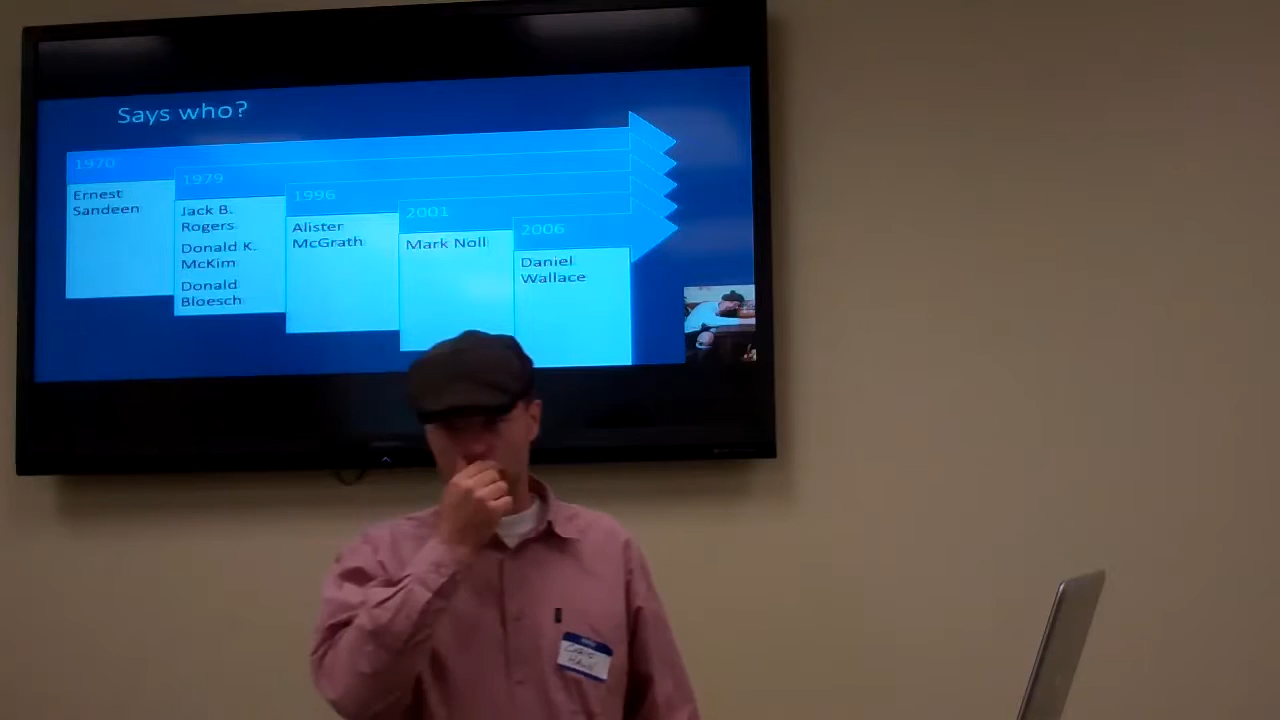 Says who?
1970
Ernest
Sandeen
1979
Jack B.
Rogers
Donald K.
McKim
Donald
Bloesch
1996
Alister
McGrath
2001
Mark Noll
2006
Daniel
Wallace